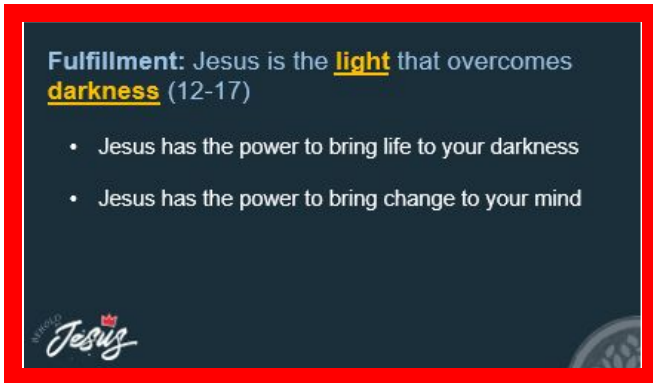 Fulfillment: Jesus is the light that overcomes
darkness (12-17)
• Jesus has the power to bring life to your darkness
• Jesus has the power to bring change to your mind
BEHOLD
Jesus